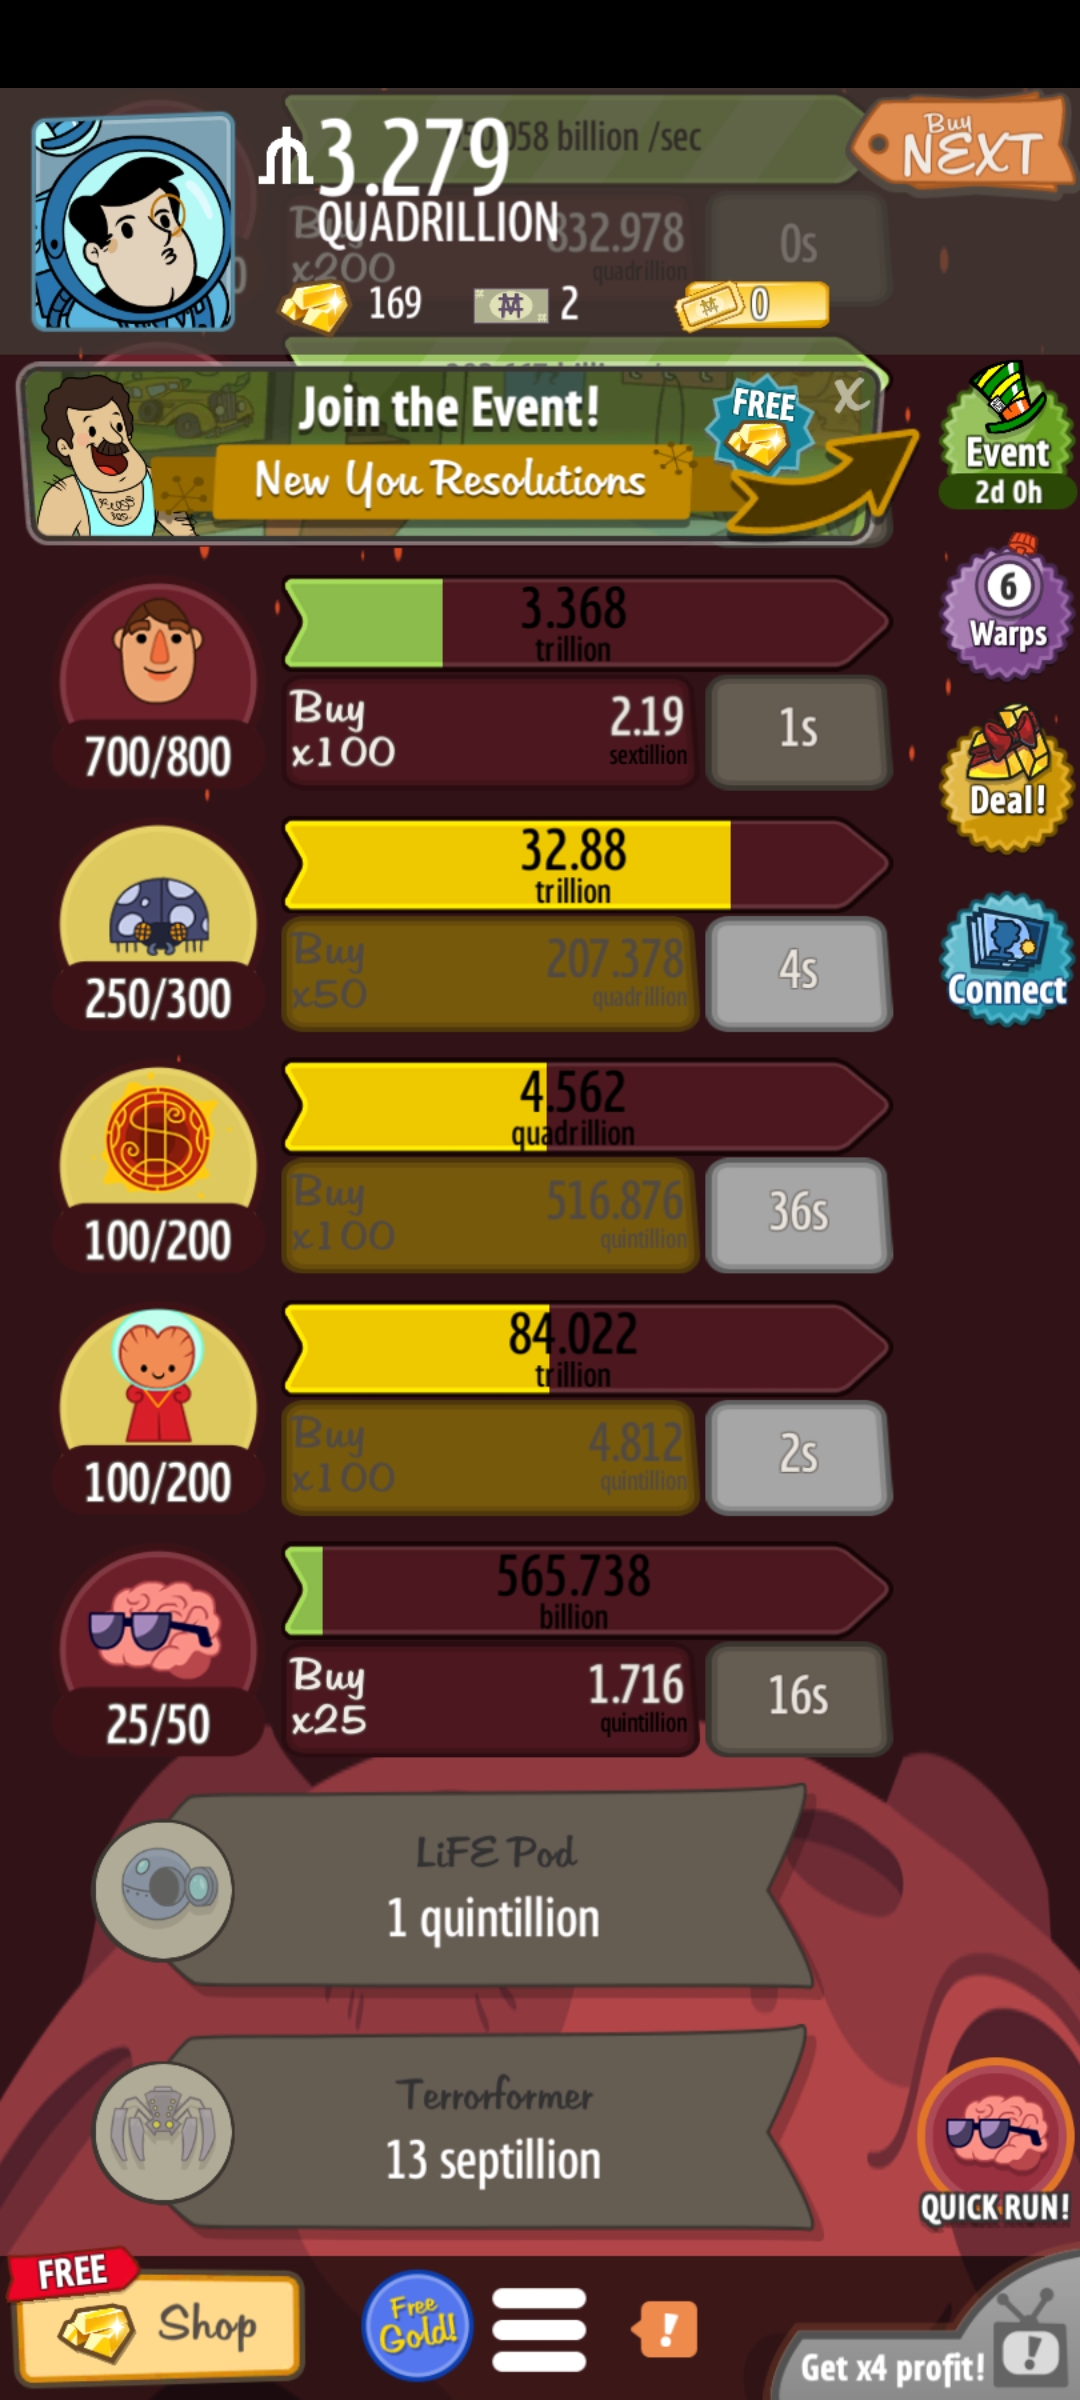 3.279
QUADRILLION
058 billion /sec
Buy
NEXT
x200
832.978
quadrillion
0s
169
2
0
Join the Event!
New You Resolutions
FREE
X
Event
2d 0h
3.368
trillion
700/800
Buy
x100
2.19
sextillion
1s
6
Warps
32.88
trillion
250/300
Buy
x50
207.378
quadrillion
4s
Deal!
Connect
4.562
quadrillion
100/200
Buy
x100
516.876
quintillion
36s
84.022
trillion
100/200
Buy
x100
4.812
quintillion
2s
565.738
billion
25/50
Buy
x25
1.716
quintillion
16s
LiFE Pod
1 quintillion
Terrorformer
13 septillion
QUICK RUN!
FREE
Shop
Free
Gold!
!
Get x4 profit!
!